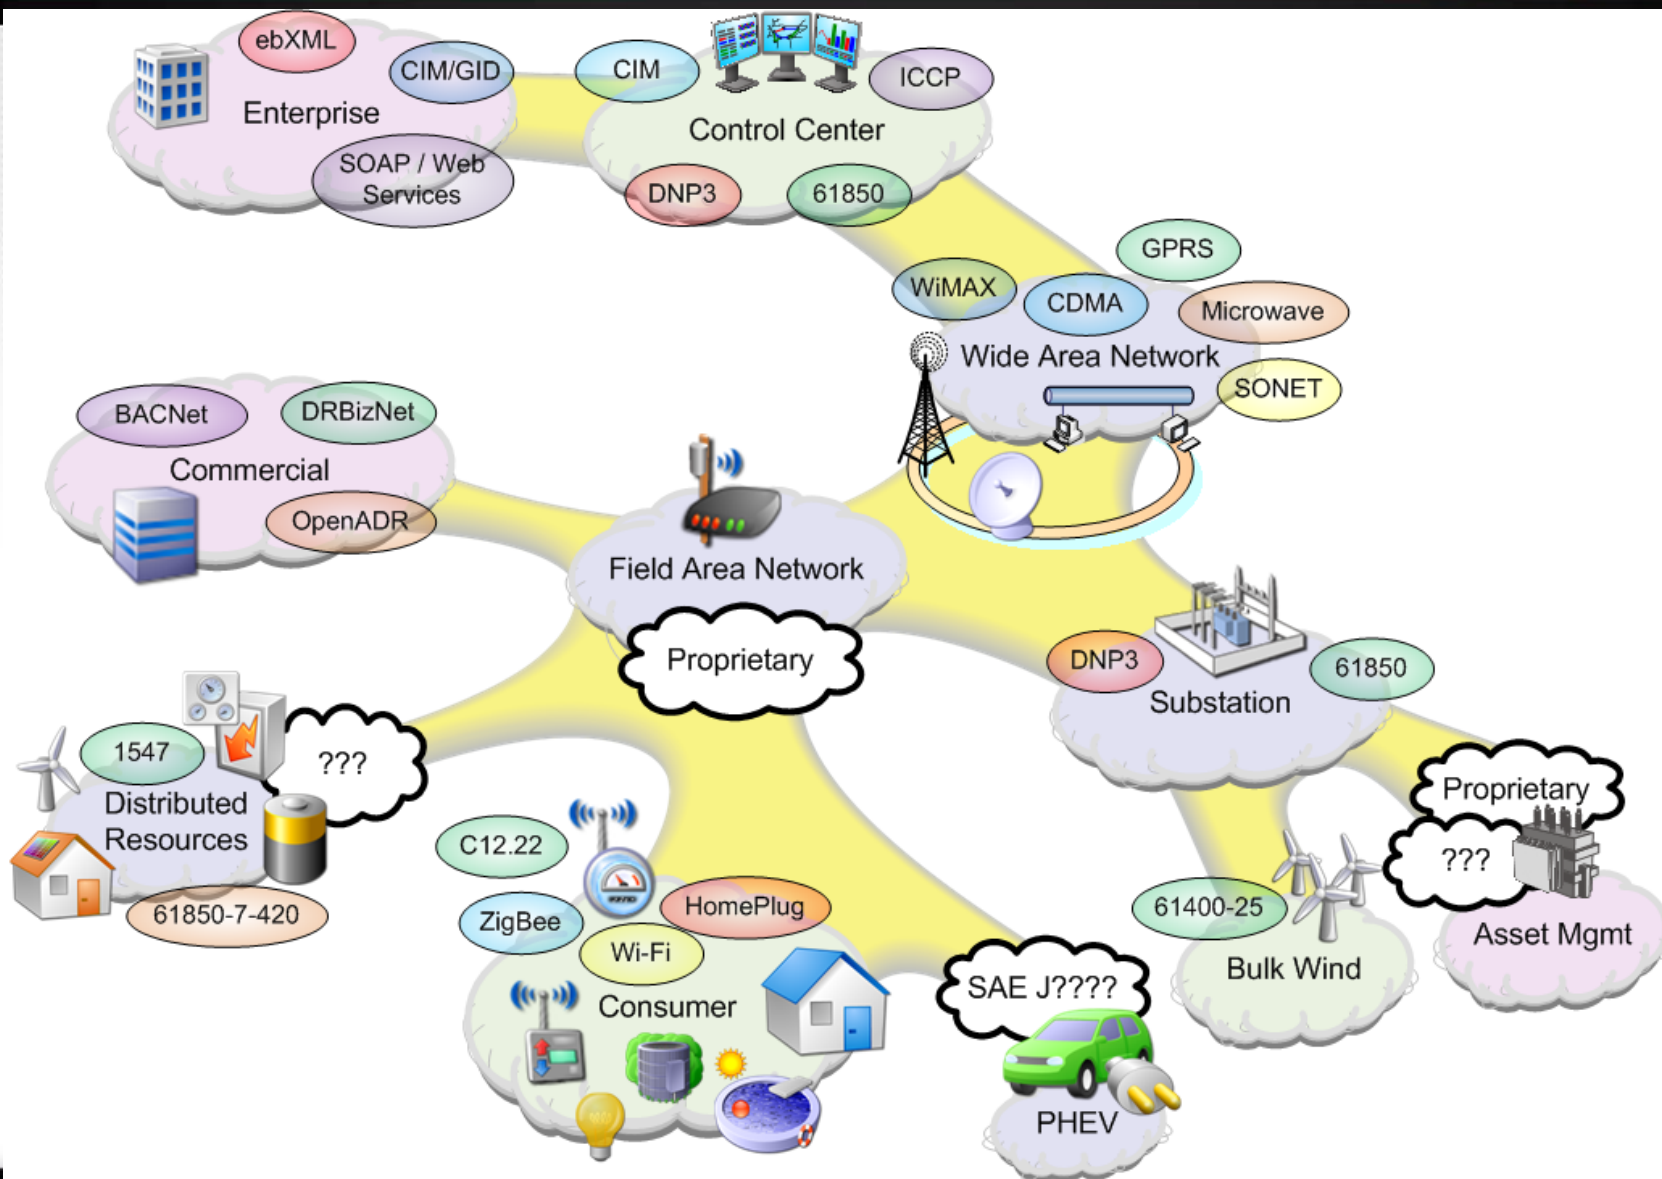 ebXML
CIM/GID
Enterprise
SOAP / Web
Services
CIM
ICCP
Control Center
DNP3
61850
GPRS
WiMAX
CDMA
Microwave
Wide Area Network
SONET
BACNet
DRBizNet
Commercial
OpenADR
Field Area Network
Proprietary
DNP3
61850
Substation
1547
???
Distributed
Resources
61850-7-420
C12.22
ZigBee
HomePlug
Wi-Fi
Consumer
SAE J????
PHEV
61400-25
Bulk Wind
Proprietary
???
Asset Mgmt